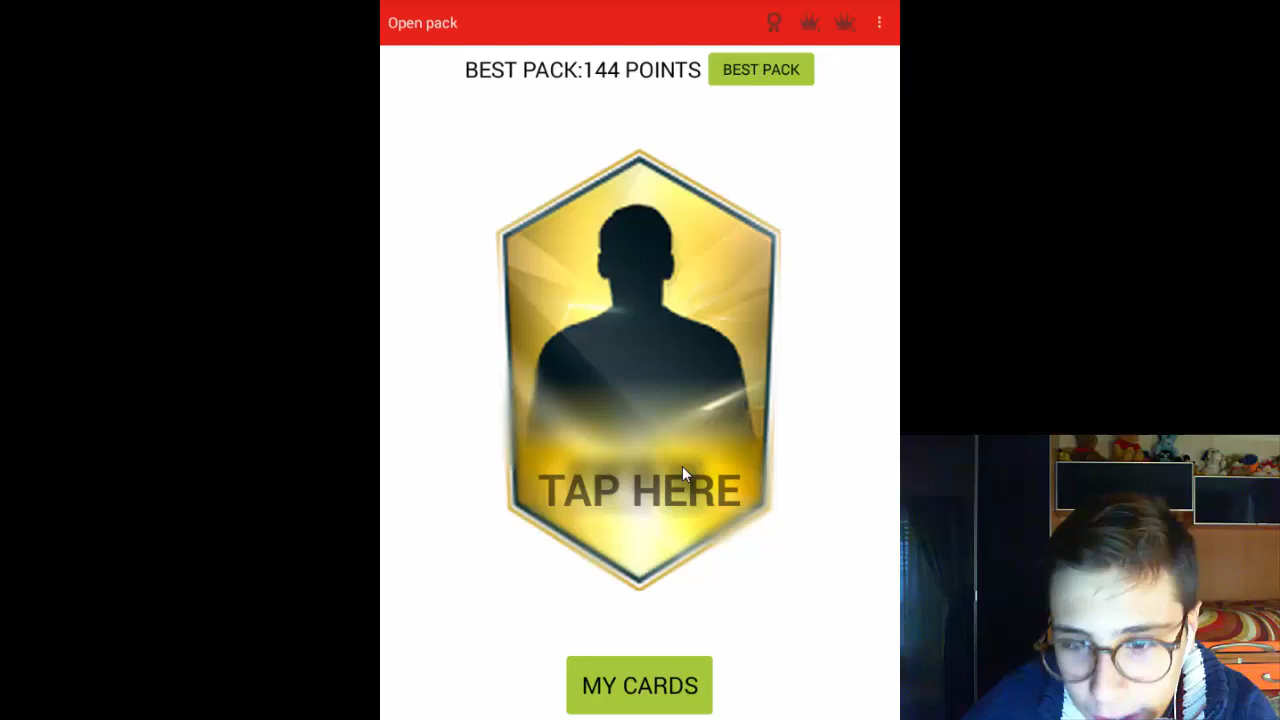 Open pack
BEST PACK:144 POINTS
BEST PACK
TAP HERE
MY CARDS